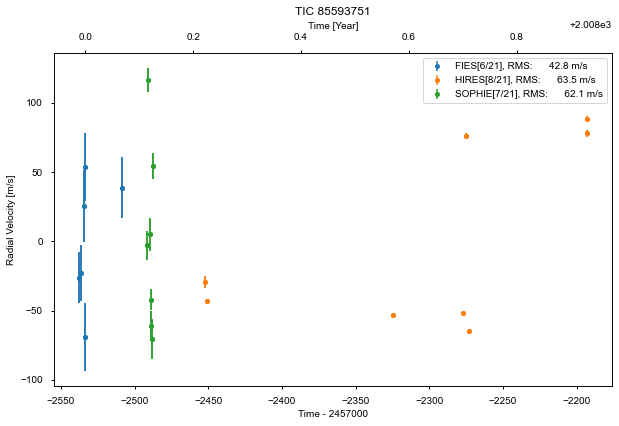 TIC 85593751
Time [Year]
+2.008e3
0.0 0.2 0.4 0.6 0.8
FIES[6/21], RMS: 42.8 m/s
HIRES[8/21], RMS: 63.5 m/s
SOPHIE[7/21], RMS: 62.1 m/s
Radial Velocity [m/s]
100
50
0
−50
−100
−2550 −2500 −2450 −2400 −2350 −2300 −2250 −2200
Time - 2457000